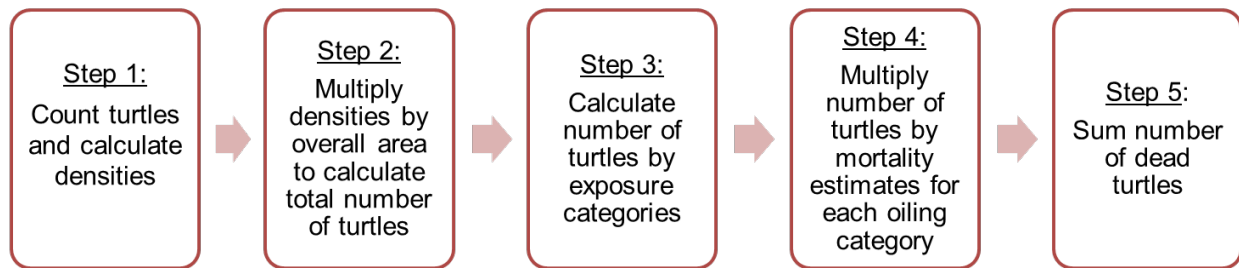 Step 1:
Count turtles
and calculate
densities
Step 2:
Multiply
densities by
overall area
to calculate
total number
of turtles
Step 3:
Calculate
number of
turtles by
exposure
categories
Step 4:
Multiply
number of
turtles by
mortality
estimates for
each oiling
category
Step 5:
Sum number
of dead
turtles